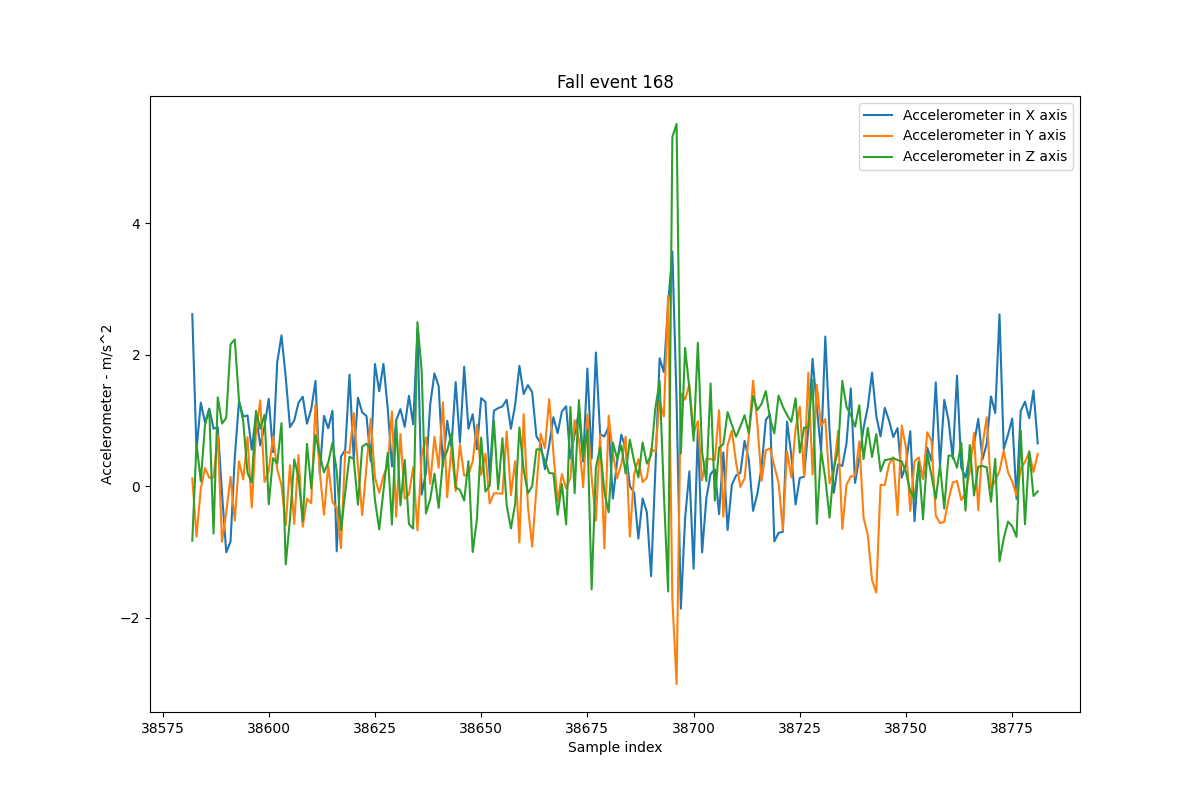 Fall event 168
Accelerometer in X axis
Accelerometer in Y axis
Accelerometer in Z axis
Accelerometer - m/s^2
4
2
0
−2
38575 38600 38625 38650 38675 38700 38725 38750 38775
Sample index